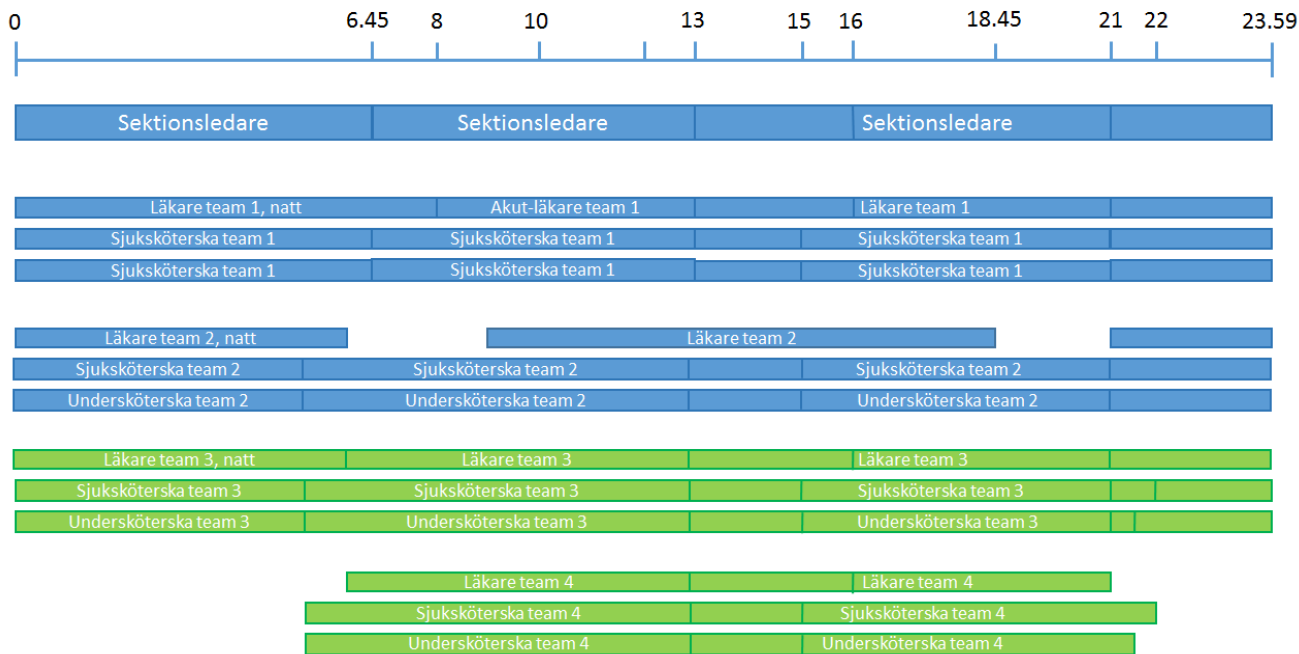 0 6.45 8 10 13 15 16 18.45 21 22 23.59
Sektionsledare Sektionsledare Sektionsledare
Läkare team 1, natt Akut-läkare team 1 Läkare team 1
Sjuksköterska team 1 Sjuksköterska team 1 Sjuksköterska team 1
Sjuksköterska team 1 Sjuksköterska team 1 Sjuksköterska team 1
Läkare team 2, natt Läkare team 2
Sjuksköterska team 2 Sjuksköterska team 2 Sjuksköterska team 2
Undersköterska team 2 Undersköterska team 2 Undersköterska team 2
Läkare team 3, natt Läkare team 3 Läkare team 3
Sjuksköterska team 3 Sjuksköterska team 3 Sjuksköterska team 3
Undersköterska team 3 Undersköterska team 3 Undersköterska team 3
Läkare team 4 Läkare team 4
Sjuksköterska team 4 Sjuksköterska team 4
Undersköterska team 4 Undersköterska team 4